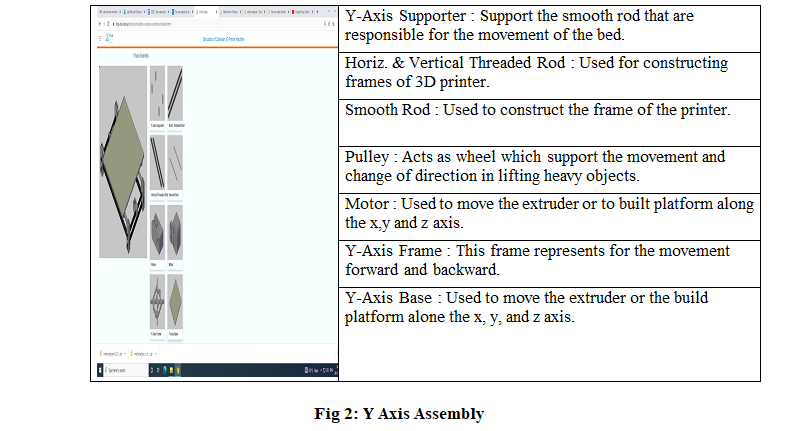 Y-Axis Supporter : Support the smooth rod that are
responsible for the movement of the bed.
Horiz. & Vertical Threaded Rod : Used for constructing
frames of 3D printer.
Smooth Rod : Used to construct the frame of the printer.
Pulley : Acts as wheel which support the movement and
change of direction in lifting heavy objects.
Motor : Used to move the extruder or to built platform along
the x,y and z axis.
Y-Axis Frame : This frame represents for the movement
forward and backward.
Y-Axis Base : Used to move the extruder or the build
platform alone the x, y, and z axis.
Fig 2: Y Axis Assembly